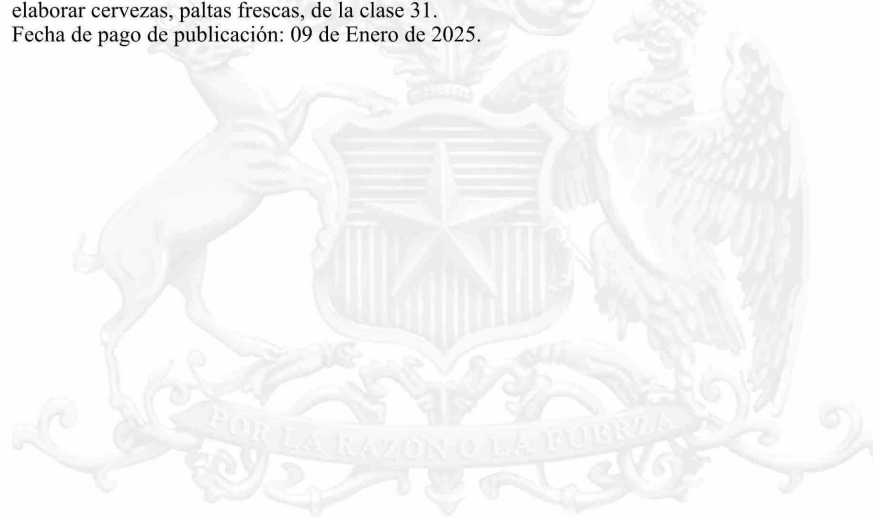 elaborar cervezas, paltas frescas, de la clase 31.
Fecha de pago de publicación: 09 de Enero de 2025.
POR LA RAZÓN O LA FUERZA